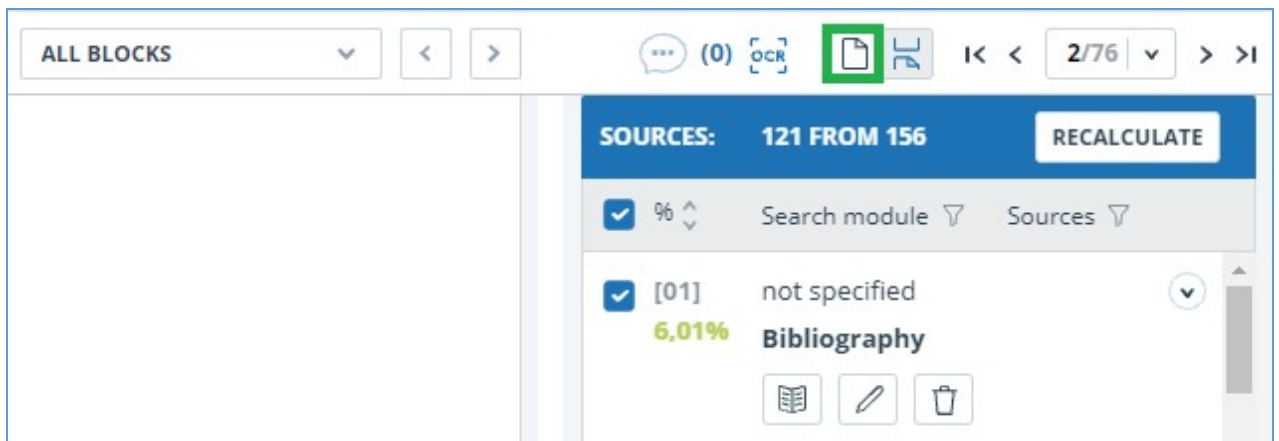 ALL BLOCKS (0) OCR 2/76
SOURCES: 121 FROM 156 RECALCULATE
% Search module Sources
[01] not specified
6,01% Bibliography